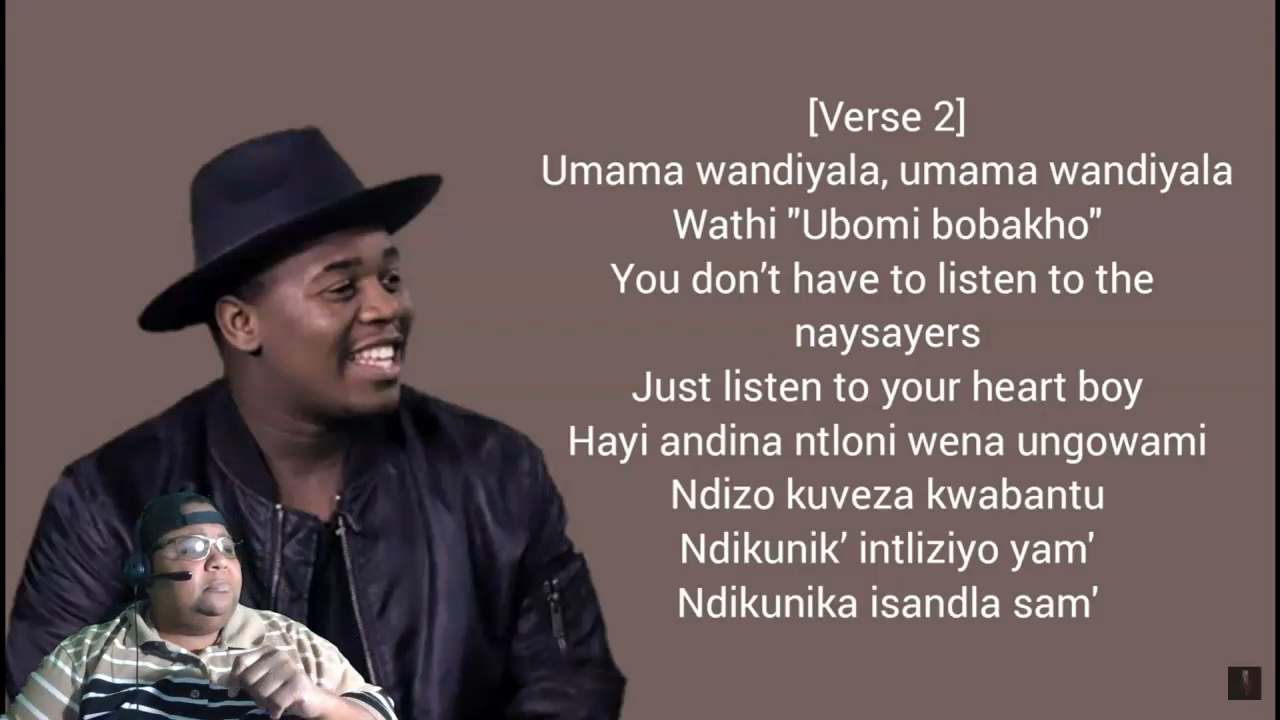 [Verse 2]
Umama wandiyala, umama wandiyala
Wathi "Ubomi bobakho"
You don’t have to listen to the
naysayers
Just listen to your heart boy
Hayi andina ntloni wena ungowami
Ndizo kuveza kwabantu
Ndikunik’ intliziyo yam'
Ndikunika isandla sam'